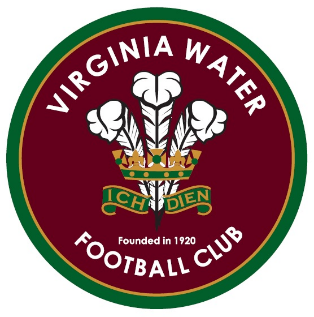 VIRGINIA WATER
ICH DIEN
Founded in 1920
FOOTBALL CLUB